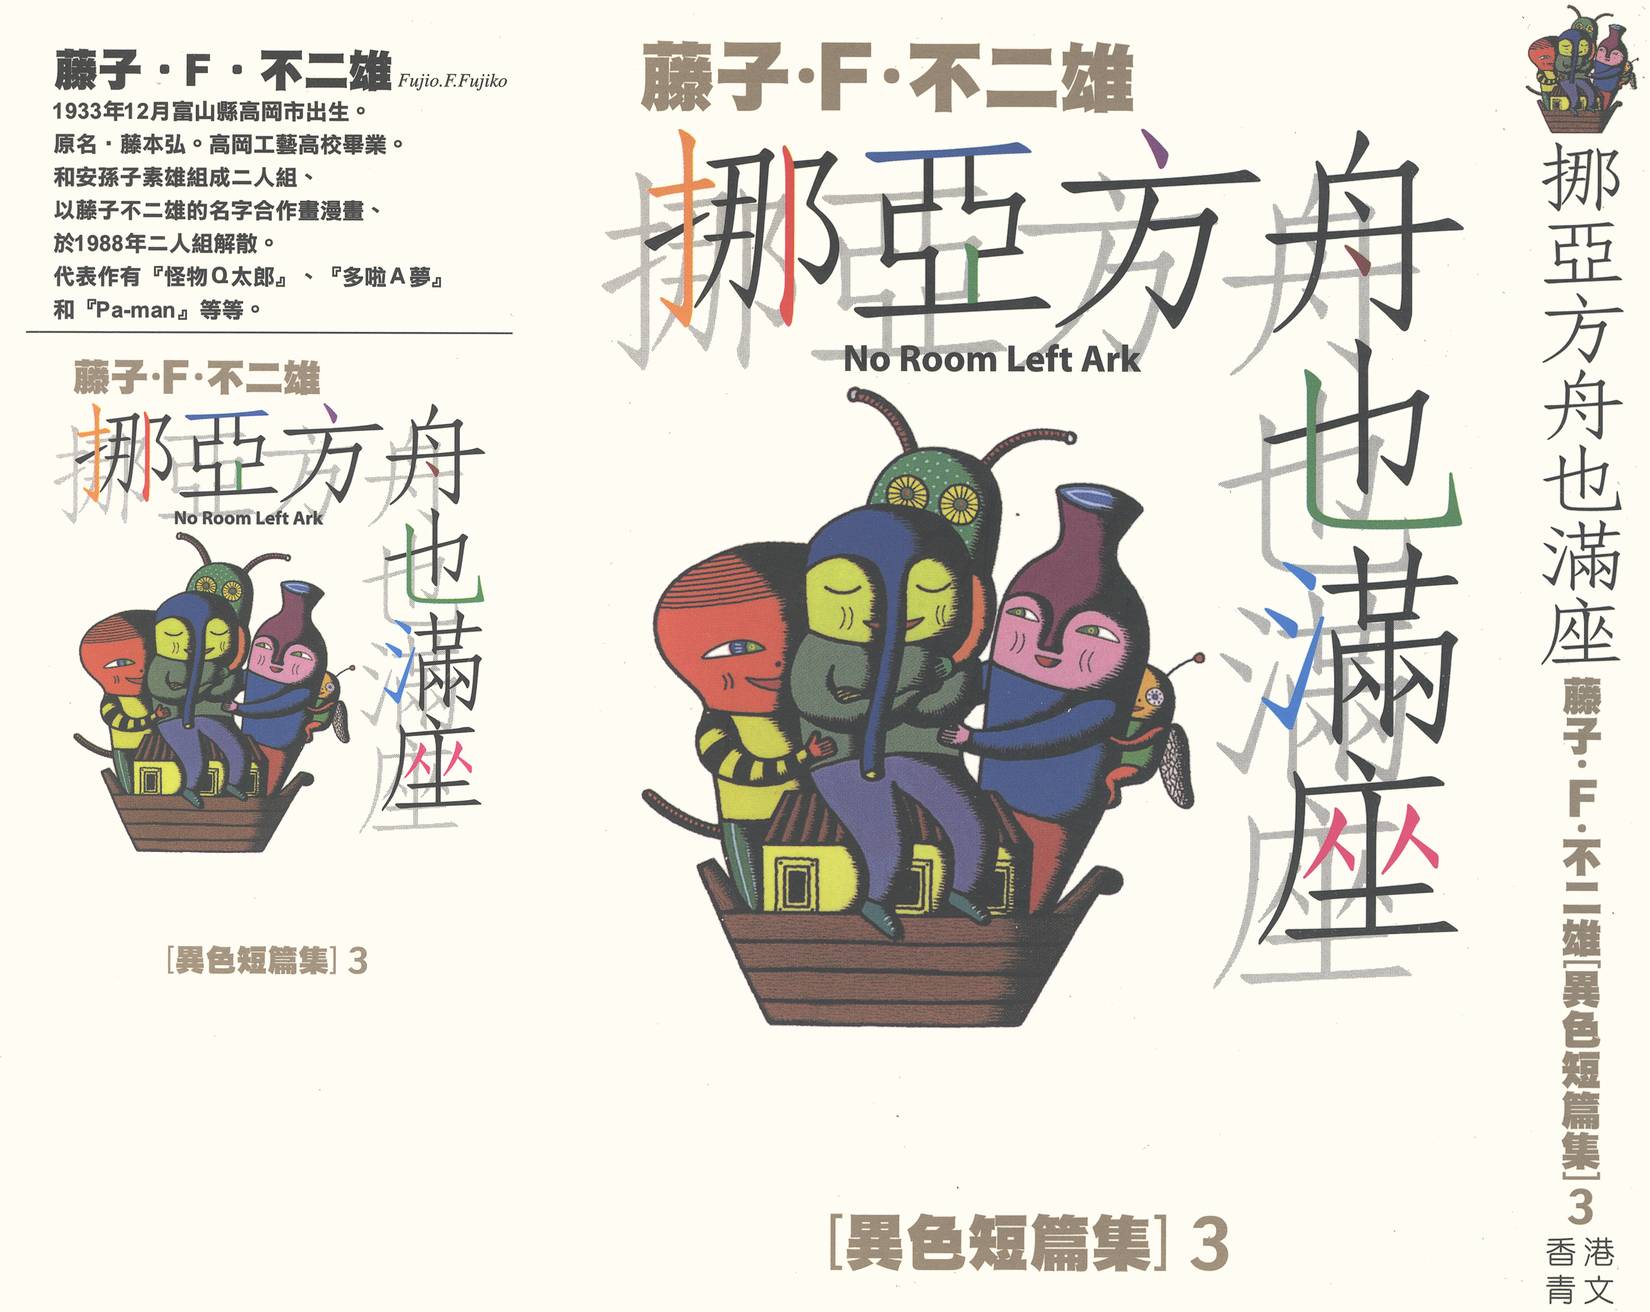 藤子・F・不二雄 Fujio.F.Fujiko
1933年12月富山縣高岡市出生。
原名・藤本弘。高岡工藝高校畢業。
和安孫子素雄組成二人組、
以藤子不二雄的名字合作畫漫畫、
於1988年二人組解散。
代表作有『怪物Q太郎』、『多啦A夢』
和『Pa-man』等等。
藤子・F・不二雄
挪亞方舟也滿座
No Room Left Ark
[異色短篇集] 3
藤子・F・不二雄
挪亞方舟也滿座
No Room Left Ark
[異色短篇集] 3
挪亞方舟也滿座
藤子・F・不二雄[異色短篇集]3
香港
青文